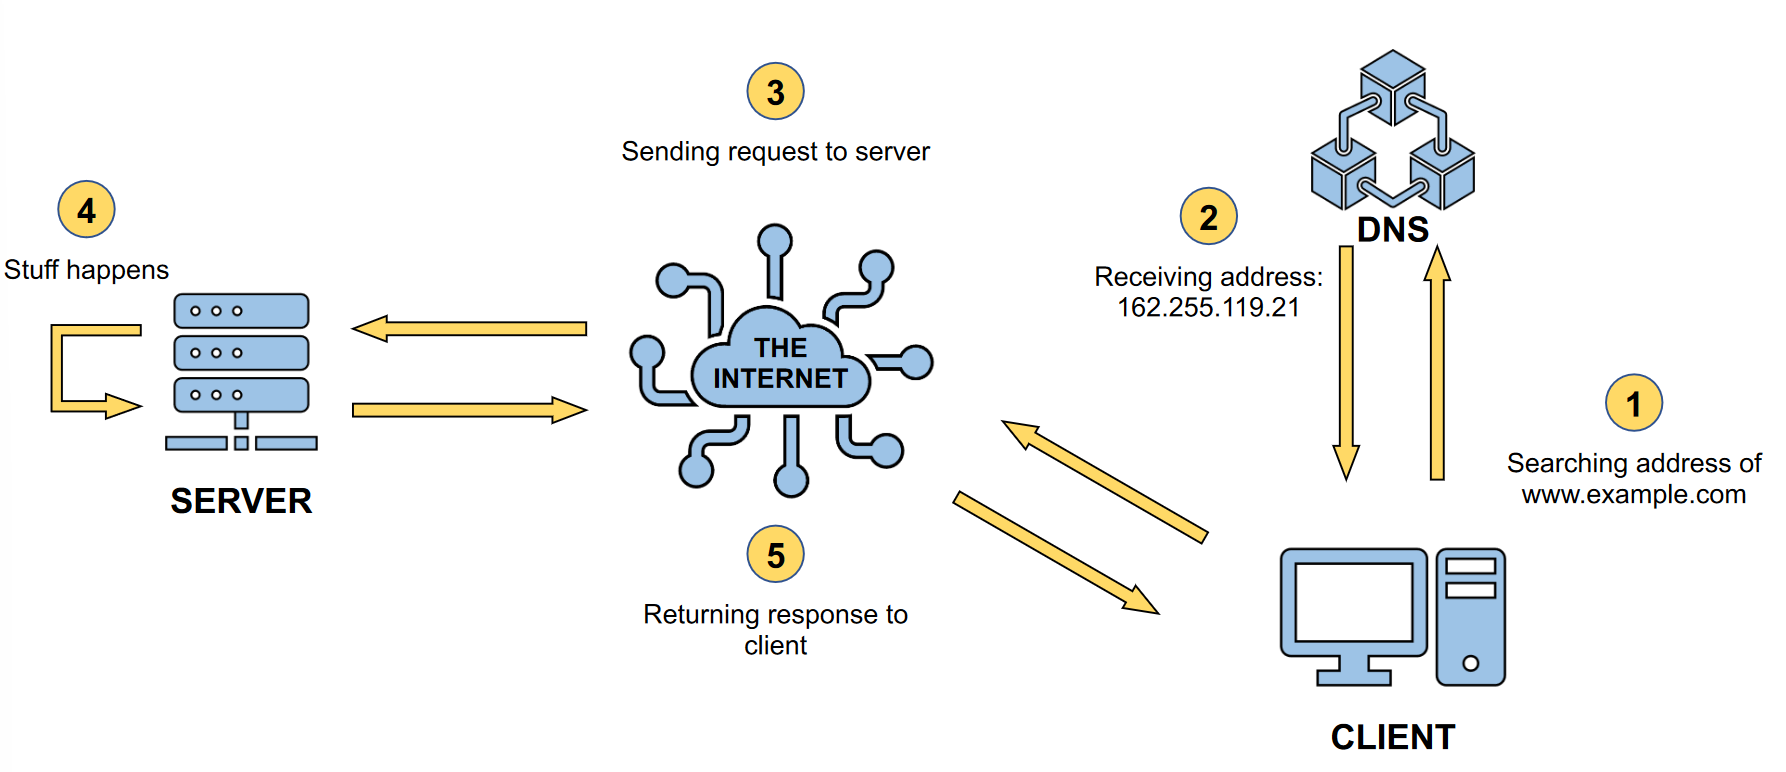 3
Sending request to server
4
Stuff happens
SERVER
THE
INTERNET
5
Returning response to
client
2
Receiving address:
162.255.119.21
DNS
1
Searching address of
www.example.com
CLIENT